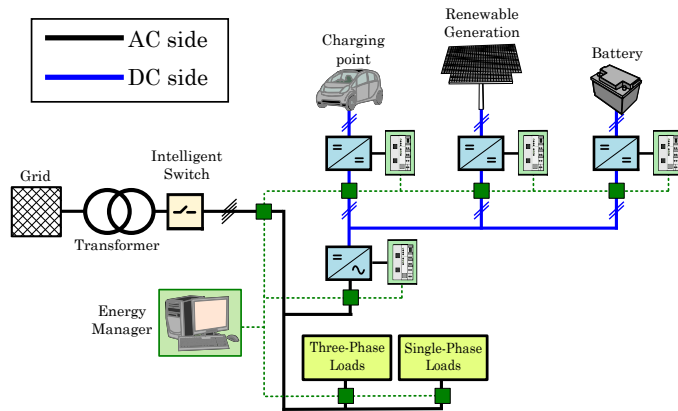 AC side
DC side
Charging
point
Renewable
Generation
Battery
Intelligent
Switch
Grid
Transformer
Energy
Manager
Three-Phase
Loads
Single-Phase
Loads